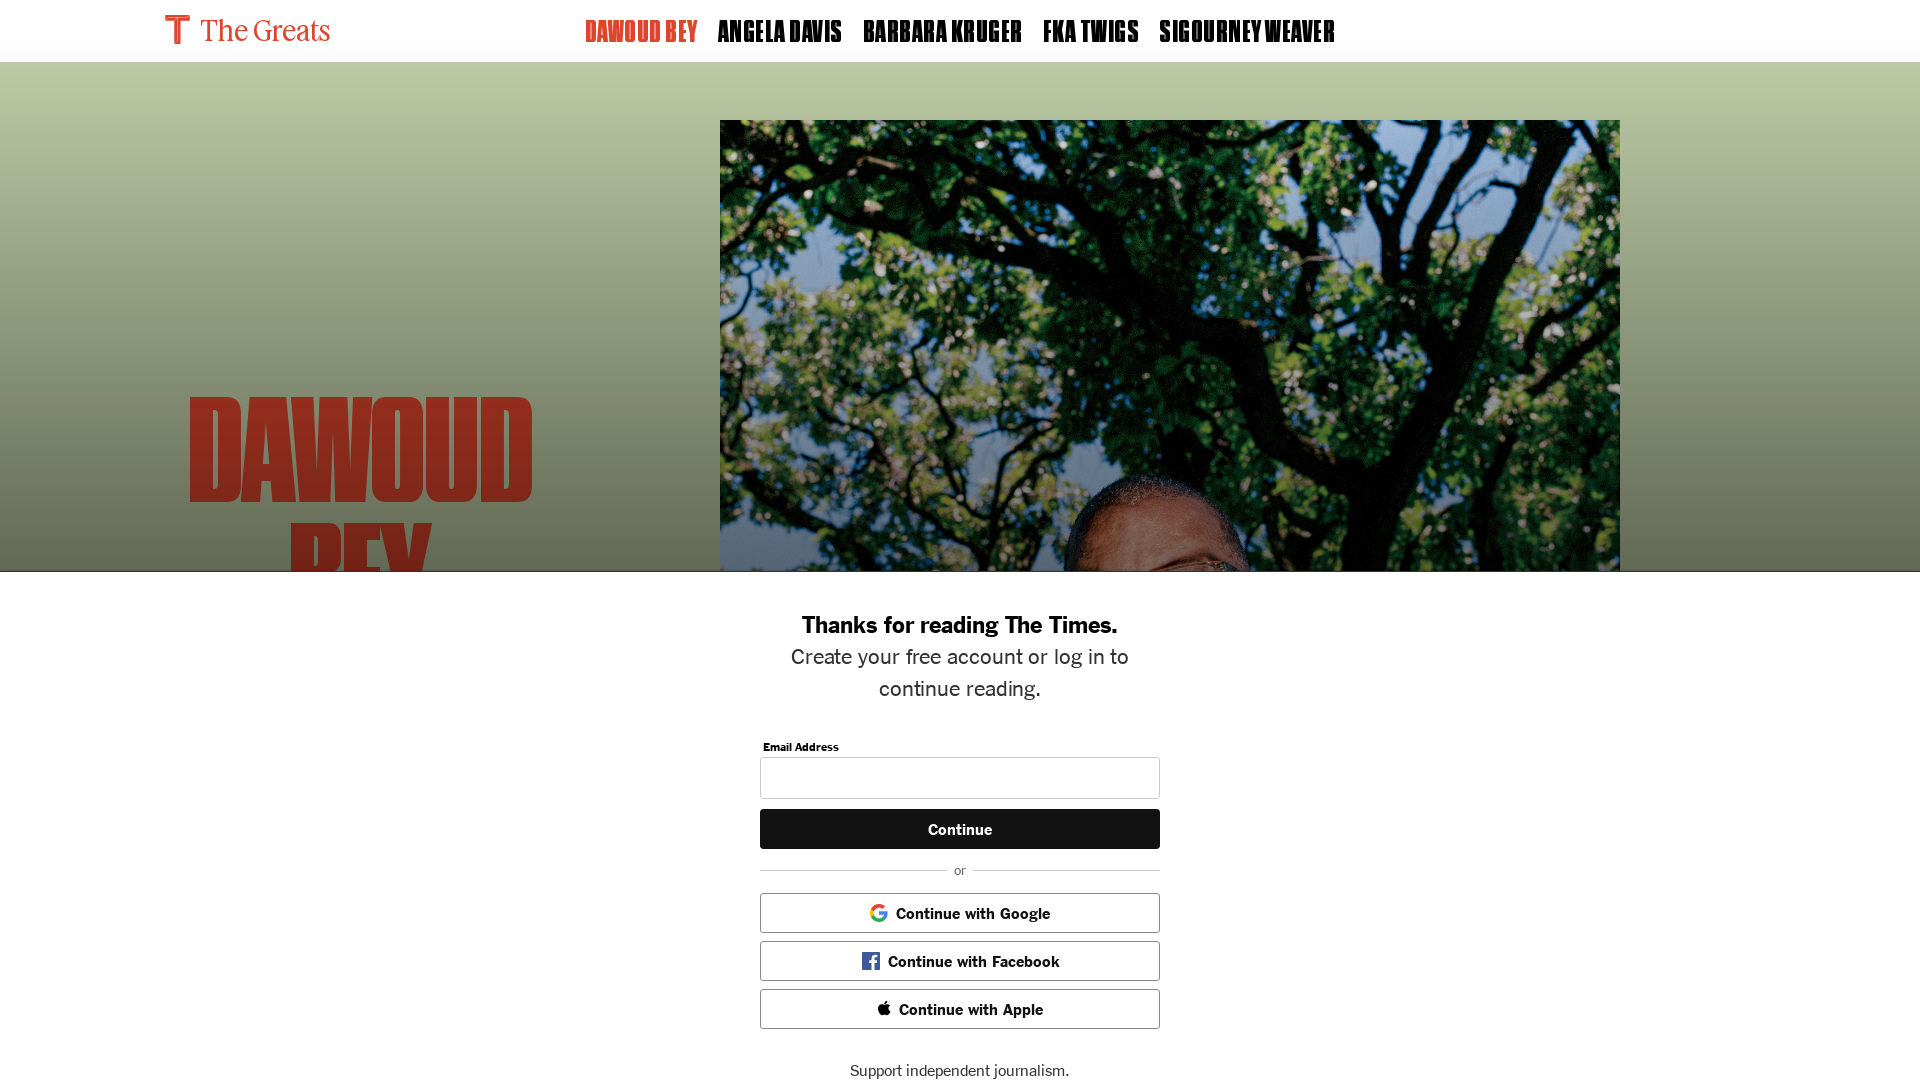 T The Greats
DAWOUD BEY ANGELA DAVIS BARBARA KRUGER FKA TWIGS SIGOURNEY WEAVER
DAWOUD
BEY
Thanks for reading The Times.
Create your free account or log in to
continue reading.
Email Address
Continue
or
Continue with Google
Continue with Facebook
Continue with Apple
Support independent journalism.